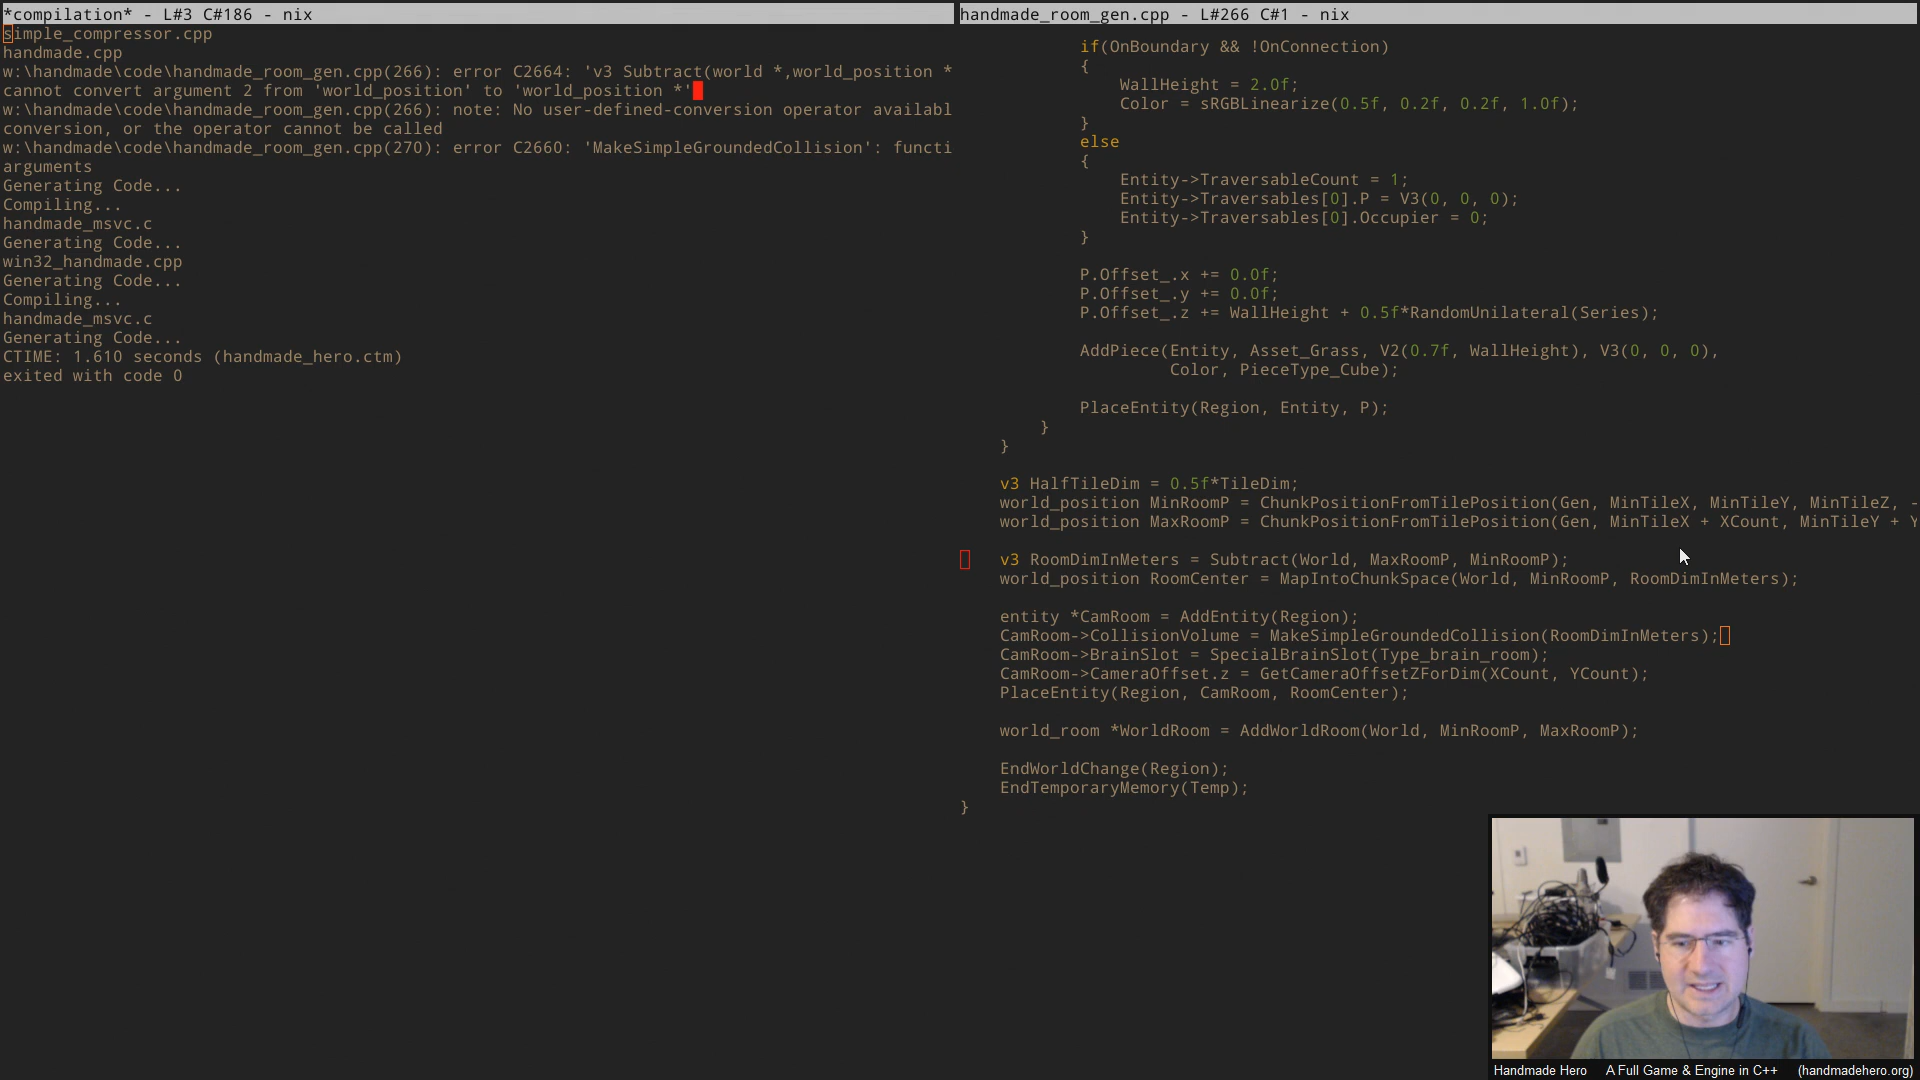 *compilation* - L#3 C#186 - nix
simple_compressor.cpp
handmade.cpp
w:\handmade\code\handmade_room_gen.cpp(266): error C2664: 'v3 Subtract(world *,world_position *
cannot convert argument 2 from 'world_position' to 'world_position *'
w:\handmade\code\handmade_room_gen.cpp(266): note: No user-defined-conversion operator availabl
conversion, or the operator cannot be called
w:\handmade\code\handmade_room_gen.cpp(270): error C2660: 'MakeSimpleGroundedCollision': functi
arguments
Generating Code...
Compiling...
handmade_msvc.c
Generating Code...
win32_handmade.cpp
Generating Code...
Compiling...
handmade_msvc.c
Generating Code...
CTIME: 1.610 seconds (handmade_hero.ctm)
exited with code 0
handmade_room_gen.cpp - L#266 C#1 - nix
if(OnBoundary && !OnConnection)
{
WallHeight = 2.0f;
Color = sRGBLinearize(0.5f, 0.2f, 0.2f, 1.0f);
}
else
{
Entity->TraversableCount = 1;
Entity->Traversables[0].P = V3(0, 0, 0);
Entity->Traversables[0].Occupier = 0;
}
P.Offset_.x += 0.0f;
P.Offset_.y += 0.0f;
P.Offset_.z += WallHeight + 0.5f*RandomUnilateral(Series);
AddPiece(Entity, Asset_Grass, V2(0.7f, WallHeight), V3(0, 0, 0),
Color, PieceType_Cube);
PlaceEntity(Region, Entity, P);
}
}
v3 HalfTileDim = 0.5f*TileDim;
world_position MinRoomP = ChunkPositionFromTilePosition(Gen, MinTileX, MinTileY, MinTileZ, -
world_position MaxRoomP = ChunkPositionFromTilePosition(Gen, MinTileX + XCount, MinTileY + Y
v3 RoomDimInMeters = Subtract(World, MaxRoomP, MinRoomP);
world_position RoomCenter = MapIntoChunkSpace(World, MinRoomP, RoomDimInMeters);
entity *CamRoom = AddEntity(Region);
CamRoom->CollisionVolume = MakeSimpleGroundedCollision(RoomDimInMeters);
CamRoom->BrainSlot = SpecialBrainSlot(Type_brain_room);
CamRoom->CameraOffset.z = GetCameraOffsetZForDim(XCount, YCount);
PlaceEntity(Region, CamRoom, RoomCenter);
world_room *WorldRoom = AddWorldRoom(World, MinRoomP, MaxRoomP);
EndWorldChange(Region);
EndTemporaryMemory(Temp);
}
Handmade Hero A Full Game & Engine in C++ (handmadehero.org)